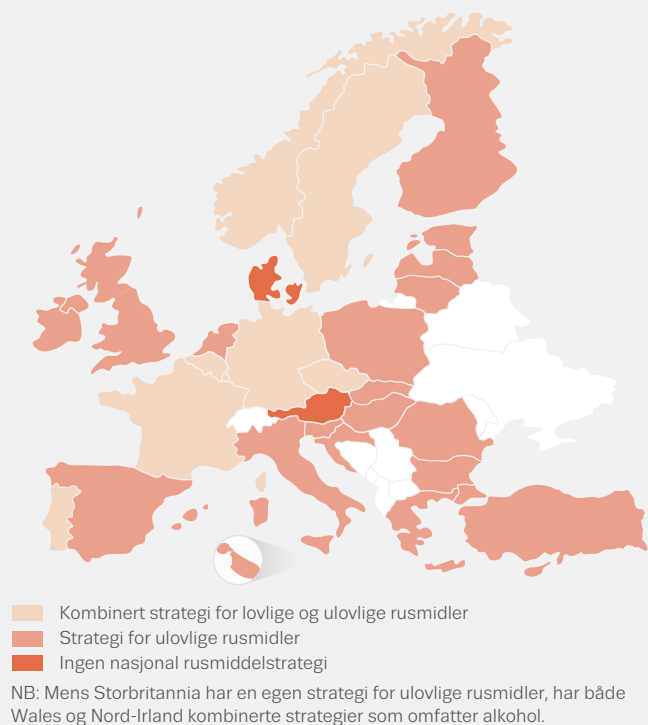 Kombinert strategi for lovlige og ulovlige rusmidler
Strategi for ulovlige rusmidler
Ingen nasjonal rusmiddelstrategi
NB: Mens Storbritannia har en egen strategi for ulovlige rusmidler, har både
Wales og Nord-Irland kombinerte strategier som omfatter alkohol.